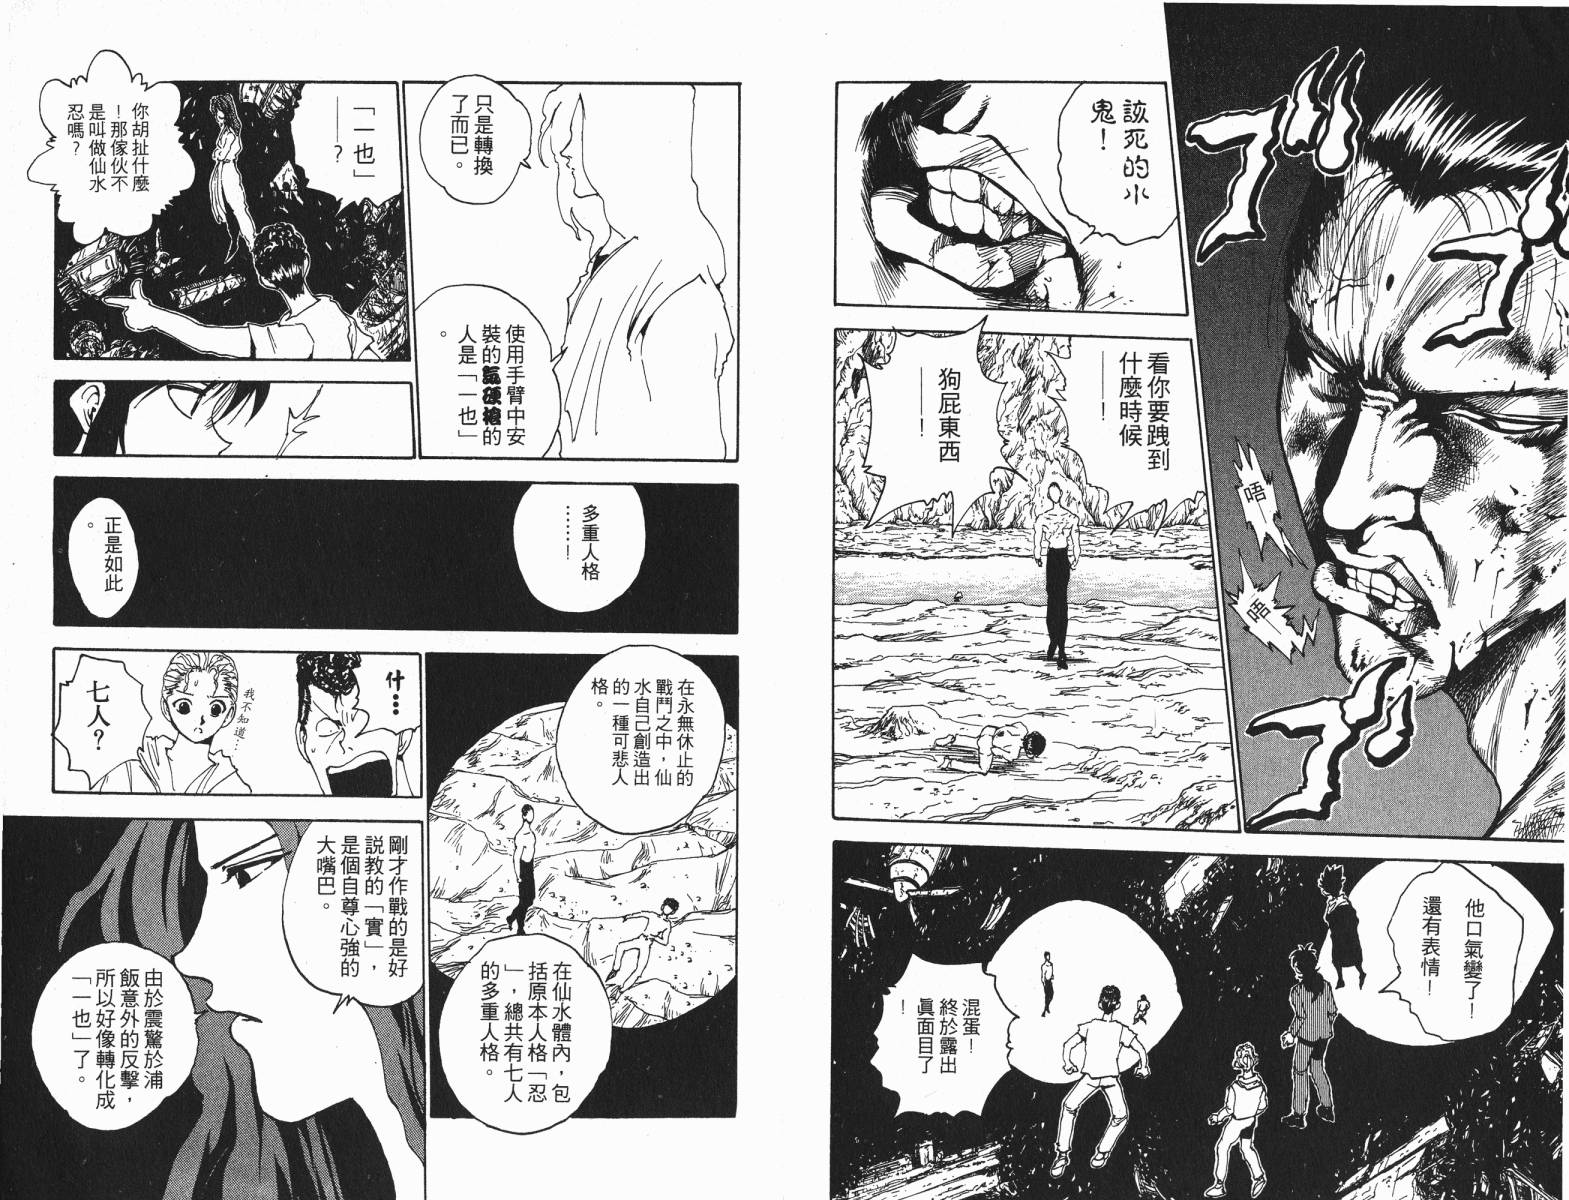 ブ"
ブ"
唔
唔
ブ"
該死的小
鬼！
看你要跩到
什麼時候
——！
狗屁東西
——！
他口氣變了！
還有表情！
混蛋！
終於露出
真面目了
！
只是轉換
了而已。
使用手臂中安
裝的氣硬槍的
人是「一也」
。
「一也」
——？
你胡扯什麼
！那傢伙不
是叫做仙水
忍嗎？
多重人格
……！
正是如此
。
在永無休止的
戰鬥之中，仙
水自己創造出
的一種可悲人
格。
在仙水體內，包
括原本人格「忍
」，總共有七人
的多重人格。
什…
我不知道…
七人？
剛才作戰的是好
説教的「實」，
是個自尊心強的
大嘴巴。
由於震驚於浦
飯意外的反擊，
所以好像轉化成
「一也」了。